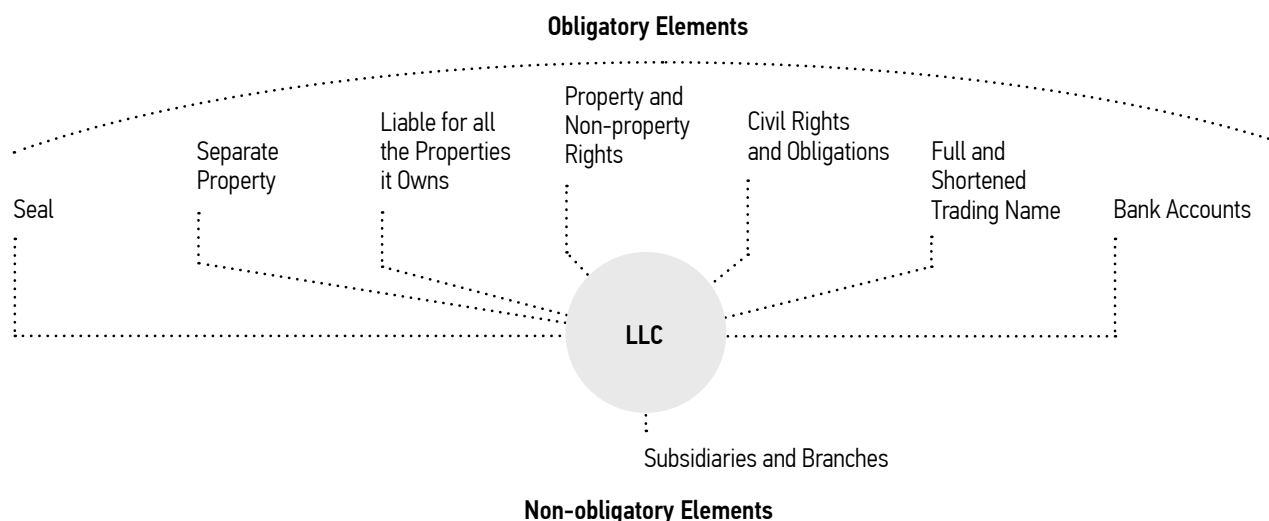 Obligatory Elements
Seal
Separate
Property
Liable for all
the Properties
it Owns
Property and
Non-property
Rights
Civil Rights
and Obligations
Full and
Shortened
Trading Name
Bank Accounts
LLC
Subsidiaries and Branches
Non-obligatory Elements